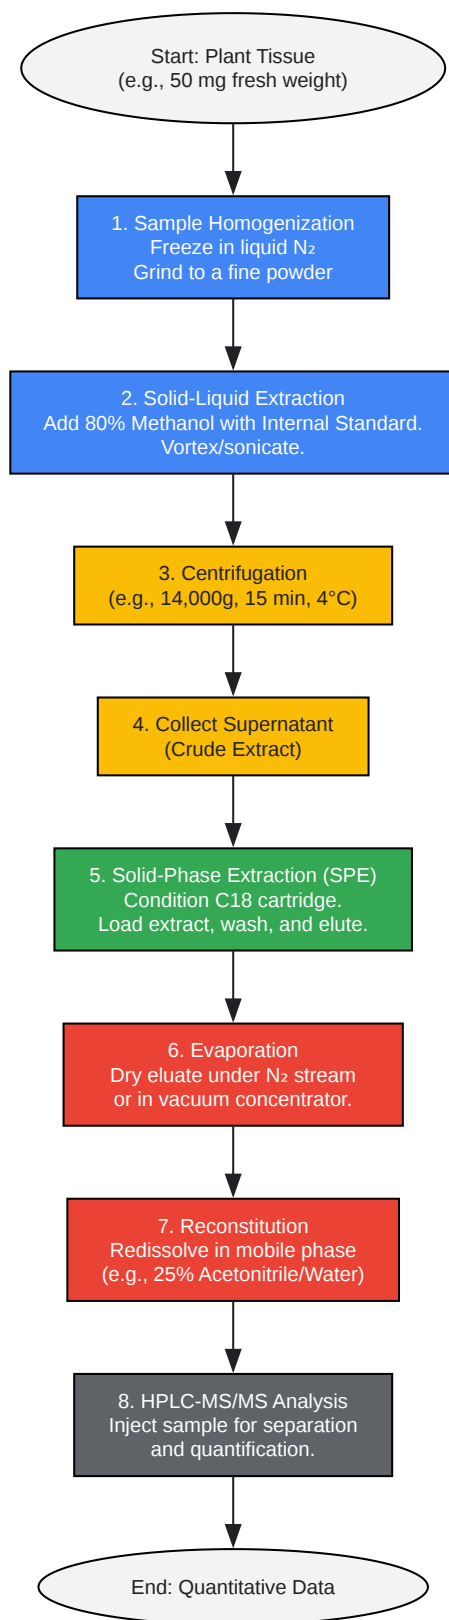 Start: Plant Tissue
(e.g., 50 mg fresh weight)
1. Sample Homogenization
Freeze in liquid N₂
Grind to a fine powder
2. Solid-Liquid Extraction
Add 80% Methanol with Internal Standard.
Vortex/sonicate.
3. Centrifugation
(e.g., 14,000g, 15 min, 4°C)
4. Collect Supernatant
(Crude Extract)
5. Solid-Phase Extraction (SPE)
Condition C18 cartridge.
Load extract, wash, and elute.
6. Evaporation
Dry eluate under N₂ stream
or in vacuum concentrator.
7. Reconstitution
Redissolve in mobile phase
(e.g., 25% Acetonitrile/Water)
8. HPLC-MS/MS Analysis
Inject sample for separation
and quantification.
End: Quantitative Data